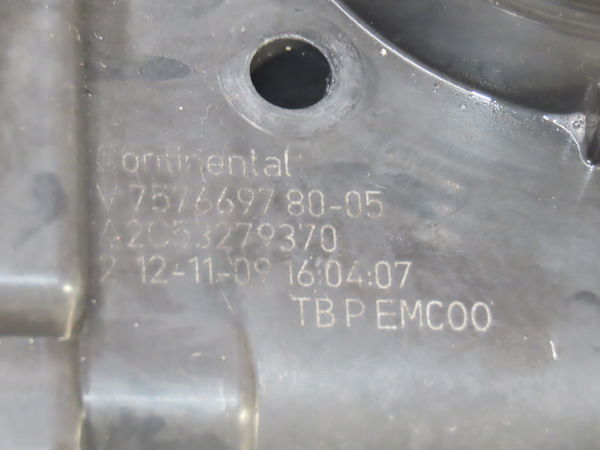 Continental
V 7576697 80-05
A2C53279370
2 12-11-09 16:04:07
TB P EMC00